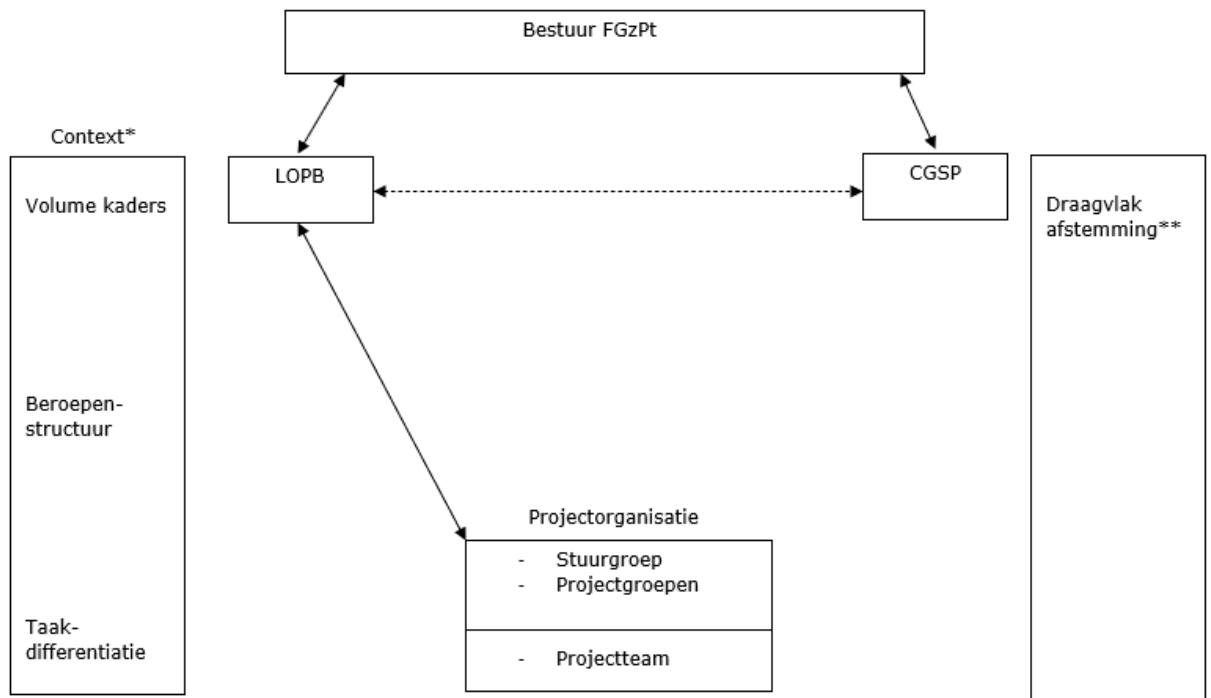 Bestuur FGzPt
Context*
LOPB
CGSP
Volume kaders
Draagvlak
afstemming**
Beroepen-
structuur
Projectorganisatie
- Stuurgroep
- Projectgroepen
Taak-
differentiatie
- Projectteam